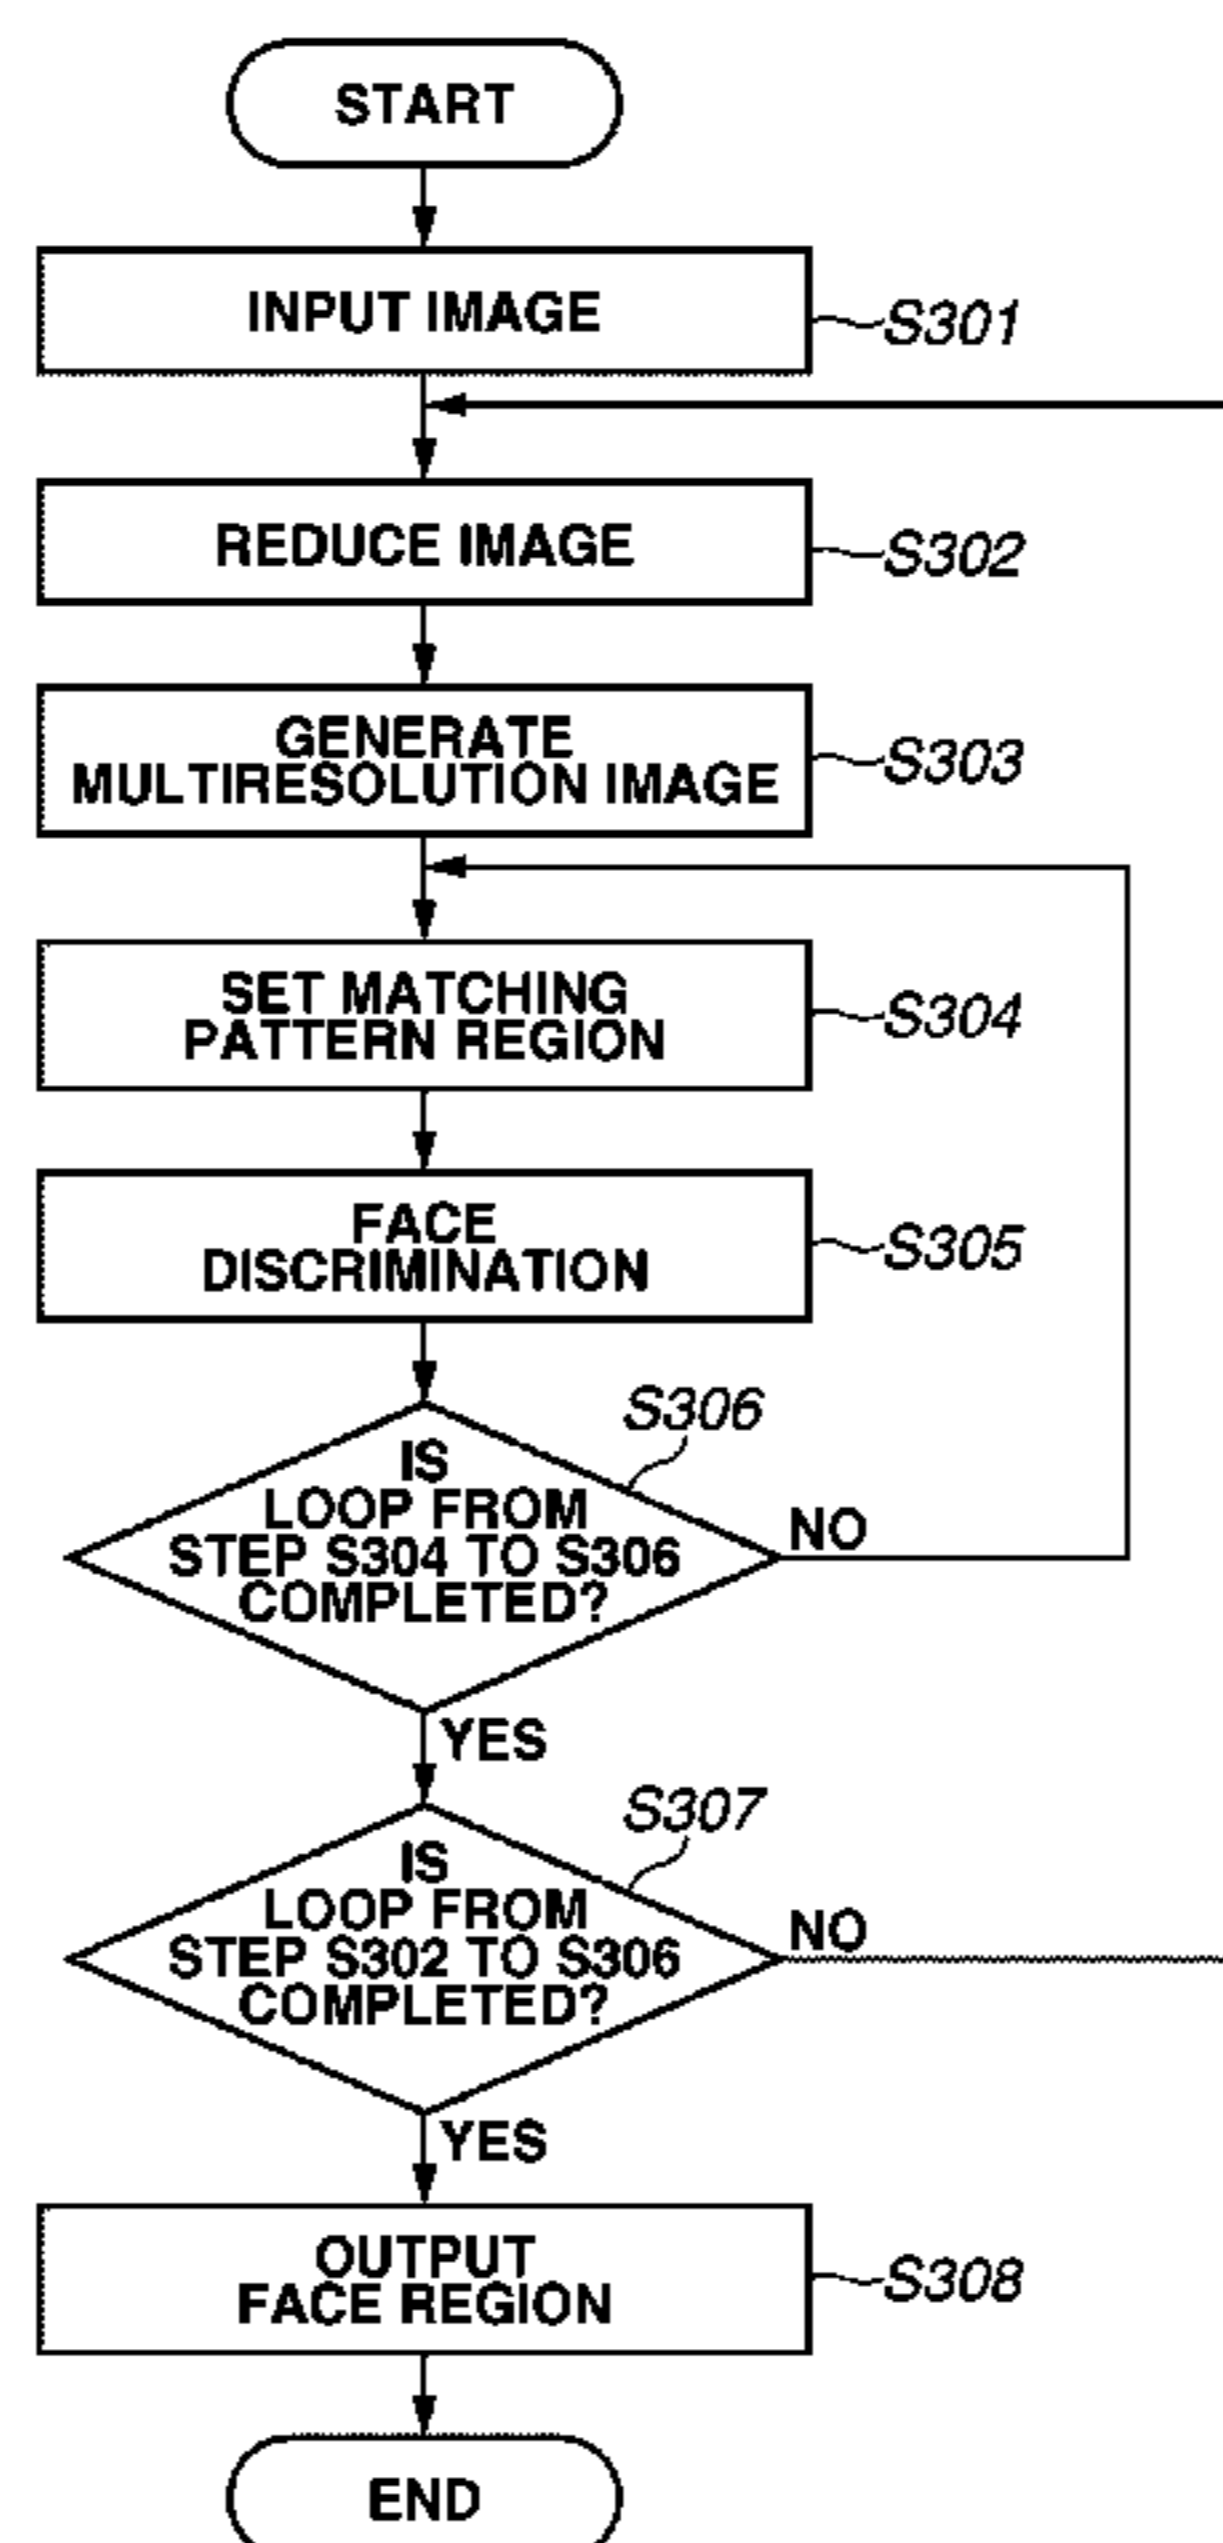 START
INPUT IMAGE
S301
REDUCE IMAGE
S302
GENERATE
MULTIRESOLUTION IMAGE
S303
SET MATCHING
PATTERN REGION
S304
FACE
DISCRIMINATION
S305
S306
IS
LOOP FROM
STEP S304 TO S306
COMPLETED?
NO
YES
S307
IS
LOOP FROM
STEP S302 TO S306
COMPLETED?
NO
YES
OUTPUT
FACE REGION
S308
END